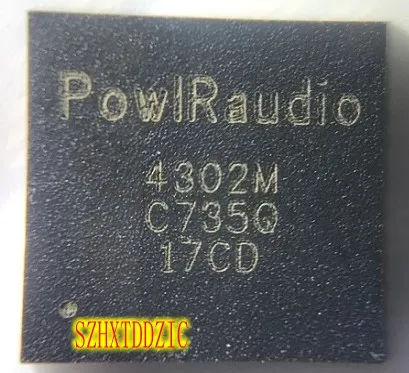 PowIRaudio
4302M
C735Q
17CD
SZHXTDDZIC